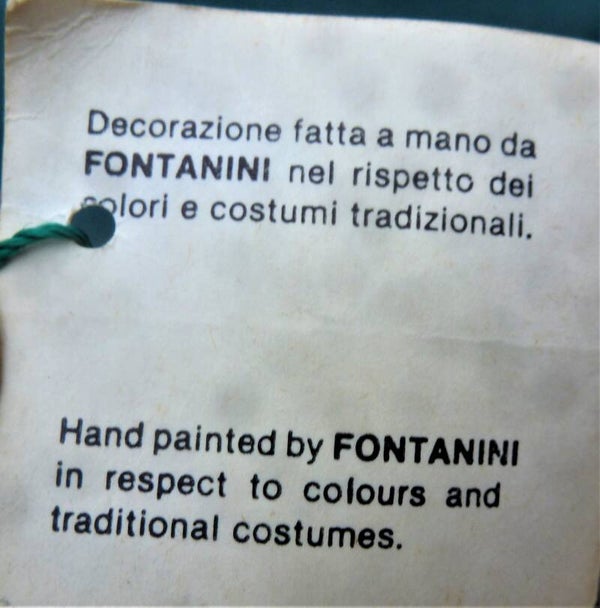 Decorazione fatta a mano da
FONTANINI nel rispetto dei
colori e costumi tradizionali.
Hand painted by FONTANINI
in respect to colours and
traditional costumes.